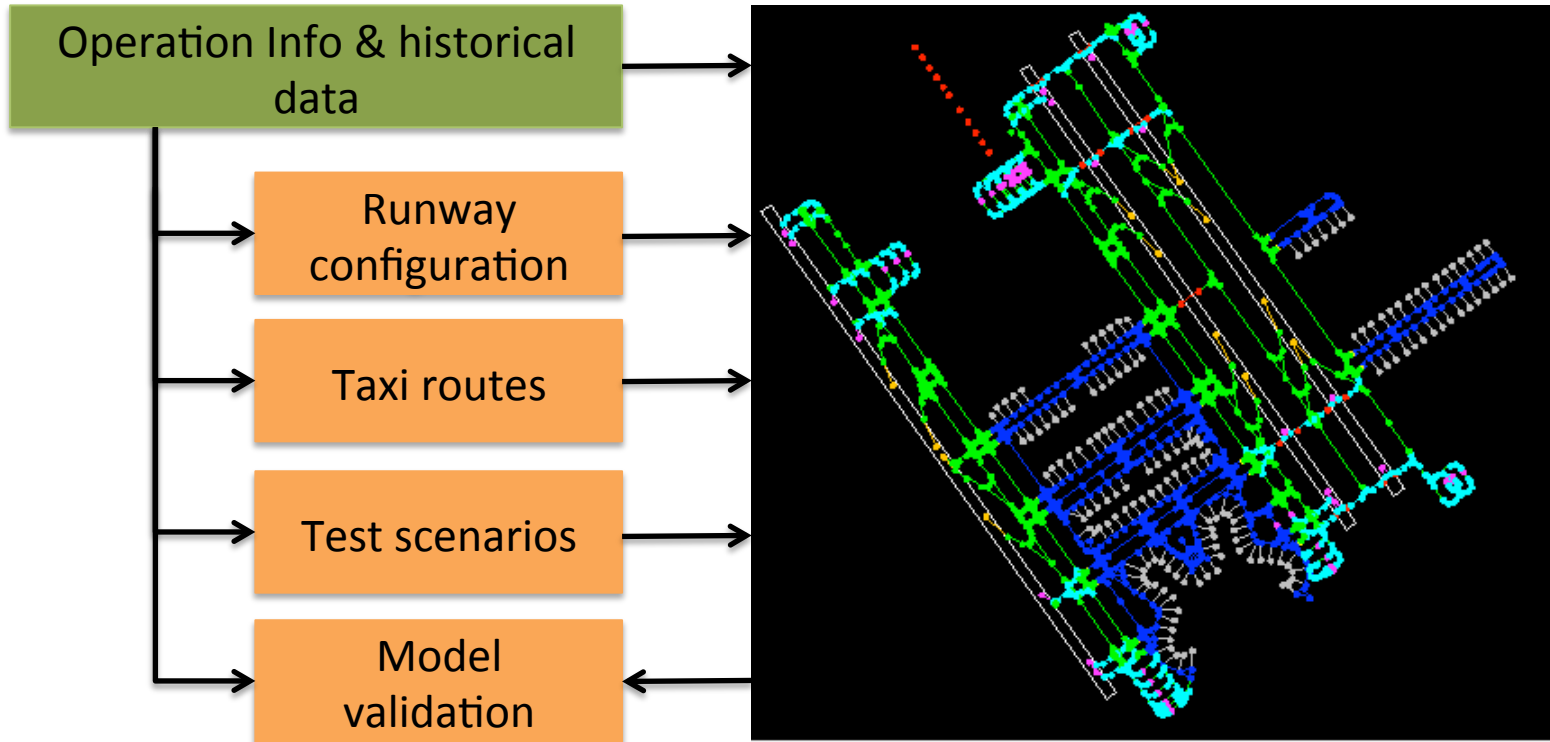 Operation Info & historical
data
Runway
configuration
Taxi routes
Test scenarios
Model
validation